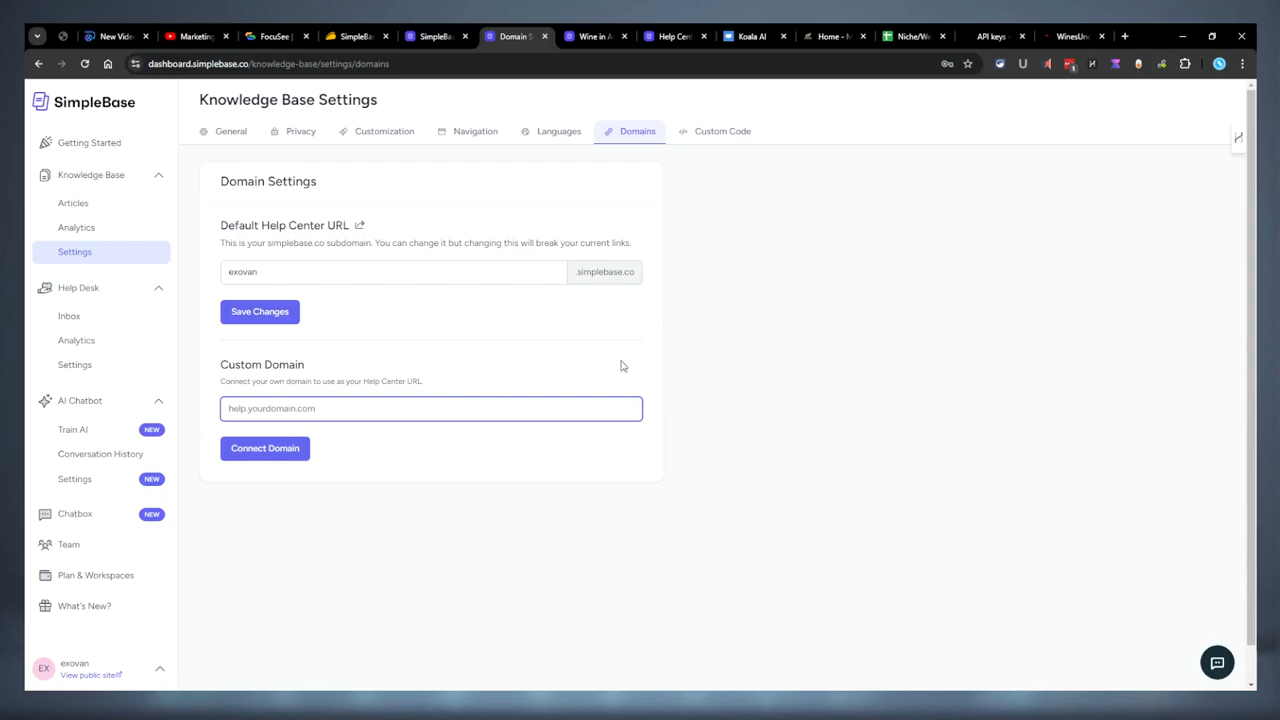 New Vide
Marketing
FocuSee |
SimpleBas
SimpleBas
Domain S
Wine in A
Help Cent
Koala AI
Home - M
Niche/We
API keys -
WinesUn
dashboard.simplebase.co/knowledge-base/settings/domains
1
SimpleBase
Getting Started
Knowledge Base
Articles
Analytics
Settings
Help Desk
Inbox
Analytics
Settings
AI Chatbot
Train AI NEW
Conversation History
Settings NEW
Chatbox NEW
Team
Plan & Workspaces
What's New?
EX exovan
View public site
Knowledge Base Settings
General
Privacy
Customization
Navigation
Languages
Domains
Custom Code
Domain Settings
Default Help Center URL
This is your simplebase.co subdomain. You can change it but changing this will break your current links.
exovan .simplebase.co
Save Changes
Custom Domain
Connect your own domain to use as your Help Center URL.
help.yourdomain.com
Connect Domain